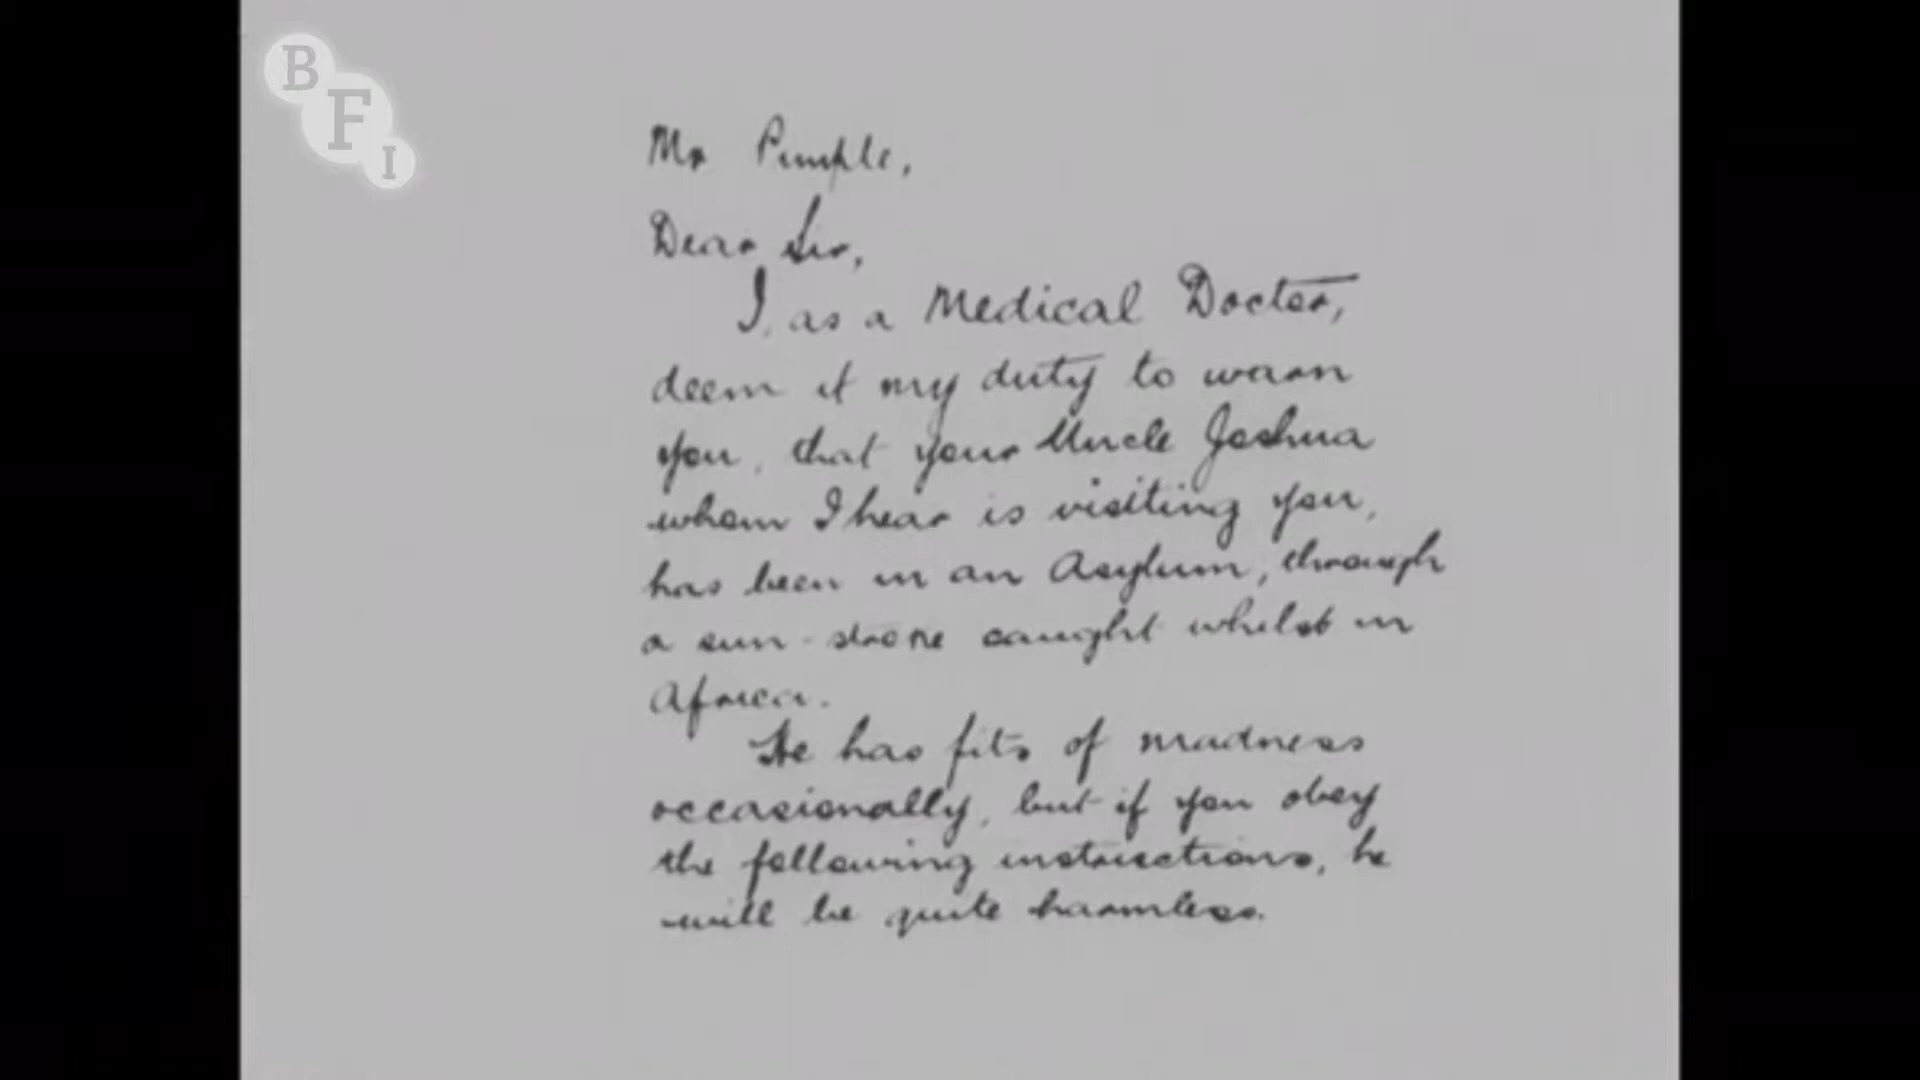 BFI
Mr Pimple,
Dear Sir,
I, as a Medical Doctor,
deem it my duty to warn
you, that your Uncle Joshua
whom I hear is visiting you,
has been in an Asylum, through
a sun-stroke caught whilst in
Africa.
He has fits of madness
occasionally, but if you obey
the following instructions, he
will be quite harmless.